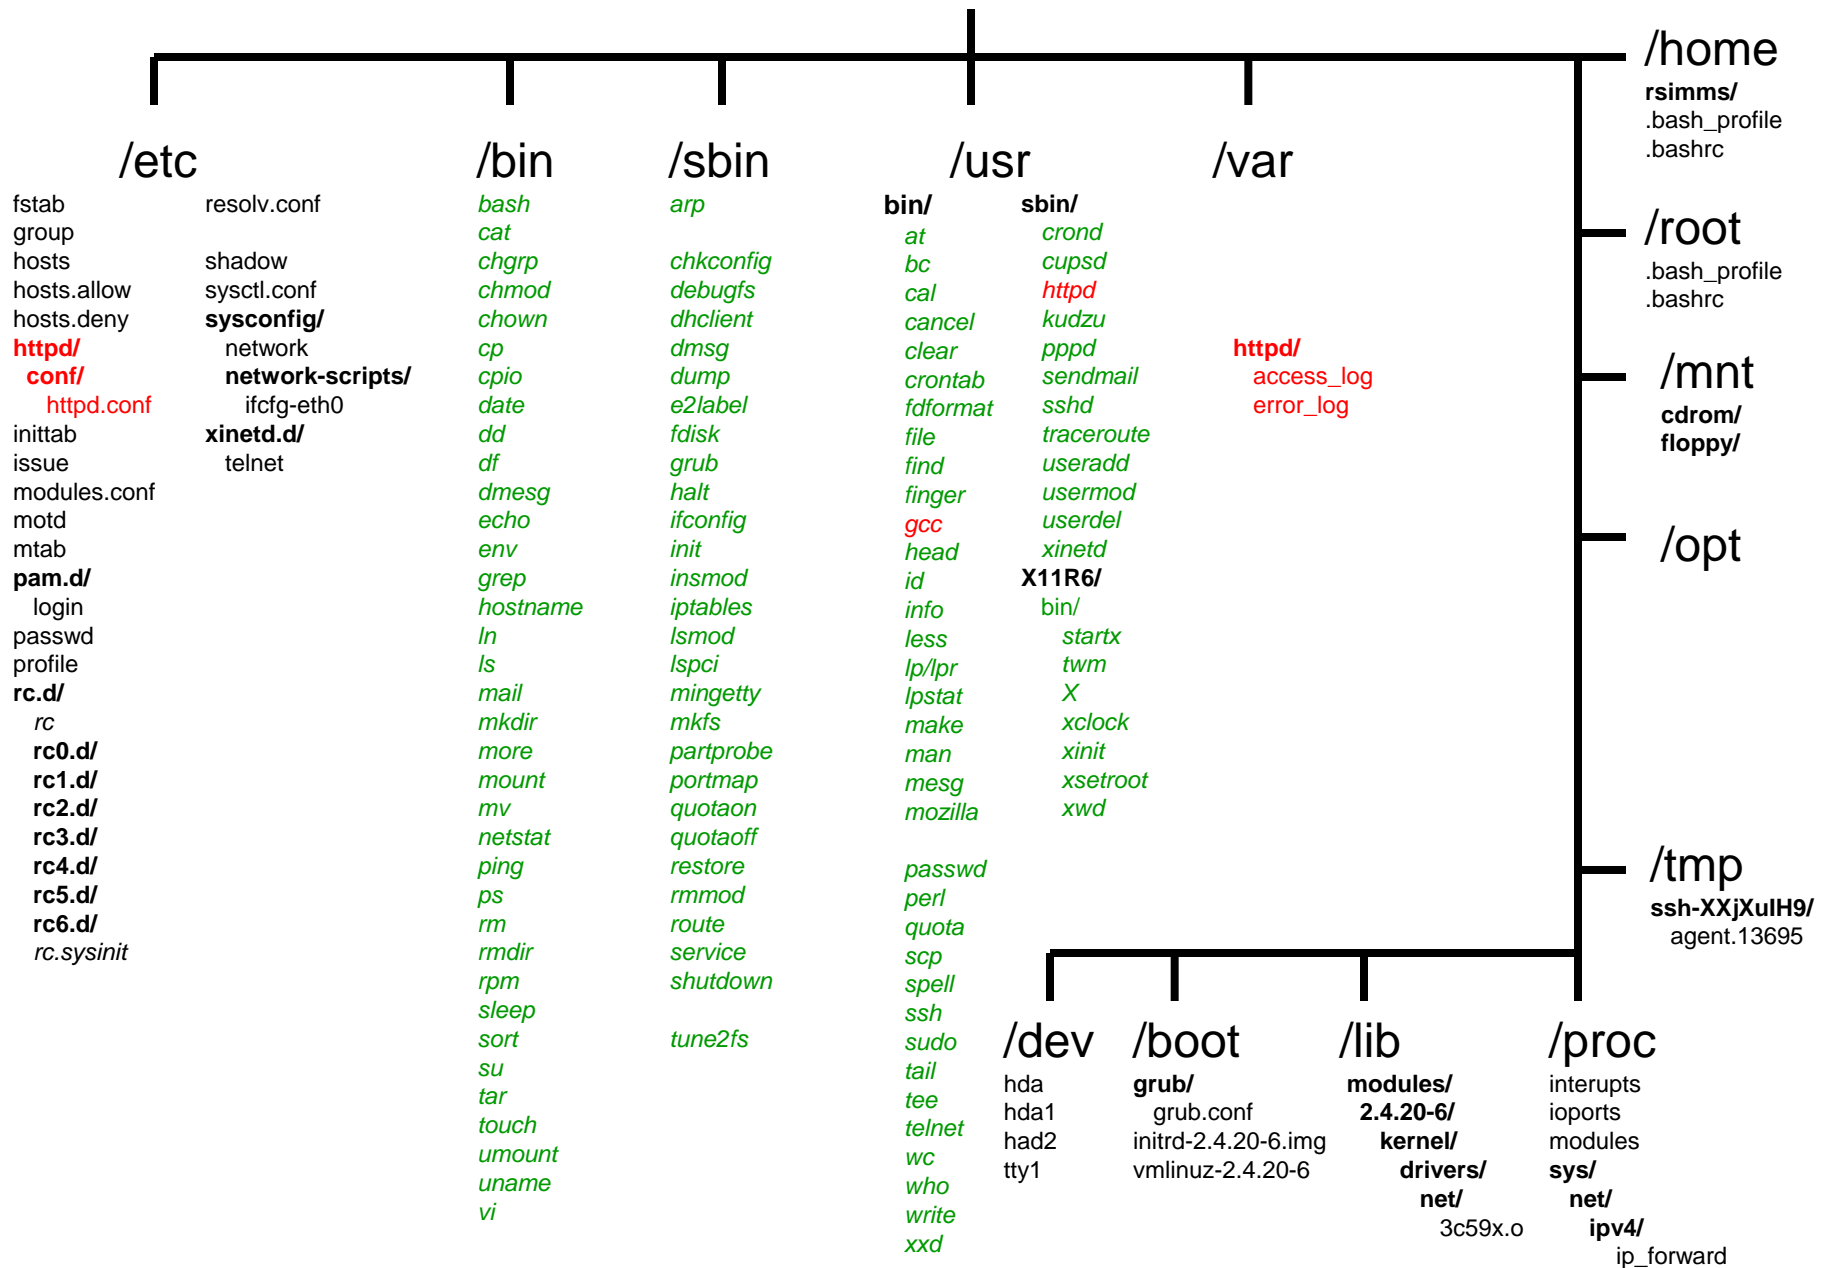 /home
rsimms/
.bash_profile
.bashrc
/etc
fstab
group
hosts
hosts.allow
hosts.deny
httpd/
conf/
httpd.conf
inittab
issue
modules.conf
motd
mtab
pam.d/
login
passwd
profile
rc.d/
rc
rc0.d/
rc1.d/
rc2.d/
rc3.d/
rc4.d/
rc5.d/
rc6.d/
rc.sysinit
resolv.conf
shadow
sysctl.conf
sysconfig/
network
network-scripts/
ifcfg-eth0
xinetd.d/
telnet
/bin
bash
cat
chgrp
chmod
chown
cp
cpio
date
dd
df
dmesg
echo
env
grep
hostname
ln
ls
mail
mkdir
more
mount
mv
netstat
ping
ps
rm
rmdir
rpm
sleep
sort
su
tar
touch
umount
uname
vi
/sbin
arp
chkconfig
debugfs
dhclient
dmsg
dump
e2label
fdisk
grub
halt
ifconfig
init
insmod
iptables
lsmod
lspci
mingetty
mkfs
partprobe
portmap
quotaon
quotaoff
restore
rmmod
route
service
shutdown
tune2fs
/usr
bin/
at
bc
cal
cancel
clear
crontab
fdformat
file
find
finger
gcc
head
id
info
less
lp/lpr
lpstat
make
man
mesg
mozilla
passwd
perl
quota
scp
spell
ssh
sudo
tail
tee
telnet
wc
who
write
xxd
sbin/
crond
cupsd
httpd
kudzu
pppd
sendmail
sshd
traceroute
useradd
usermod
userdel
xinetd
X11R6/
bin/
startx
twm
X
xclock
xinit
xsetroot
xwd
/var
httpd/
access_log
error_log
/root
.bash_profile
.bashrc
/mnt
cdrom/
floppy/
/opt
/tmp
ssh-XXjXuIH9/
agent.13695
/dev
hda
hda1
had2
tty1
/boot
grub/
grub.conf
initrd-2.4.20-6.img
vmlinuz-2.4.20-6
/lib
modules/
2.4.20-6/
kernel/
drivers/
net/
3c59x.o
/proc
interupts
ioports
modules
sys/
net/
ipv4/
ip_forward